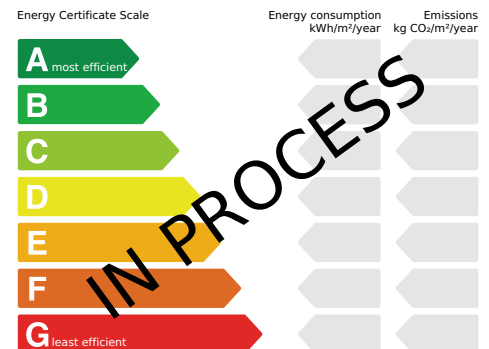 Energy Certificate Scale
Energy consumption
kWh/m²/year
Emissions
kg CO₂/m²/year
A most efficient
B
C
D
E
F
G least efficient
IN PROCESS